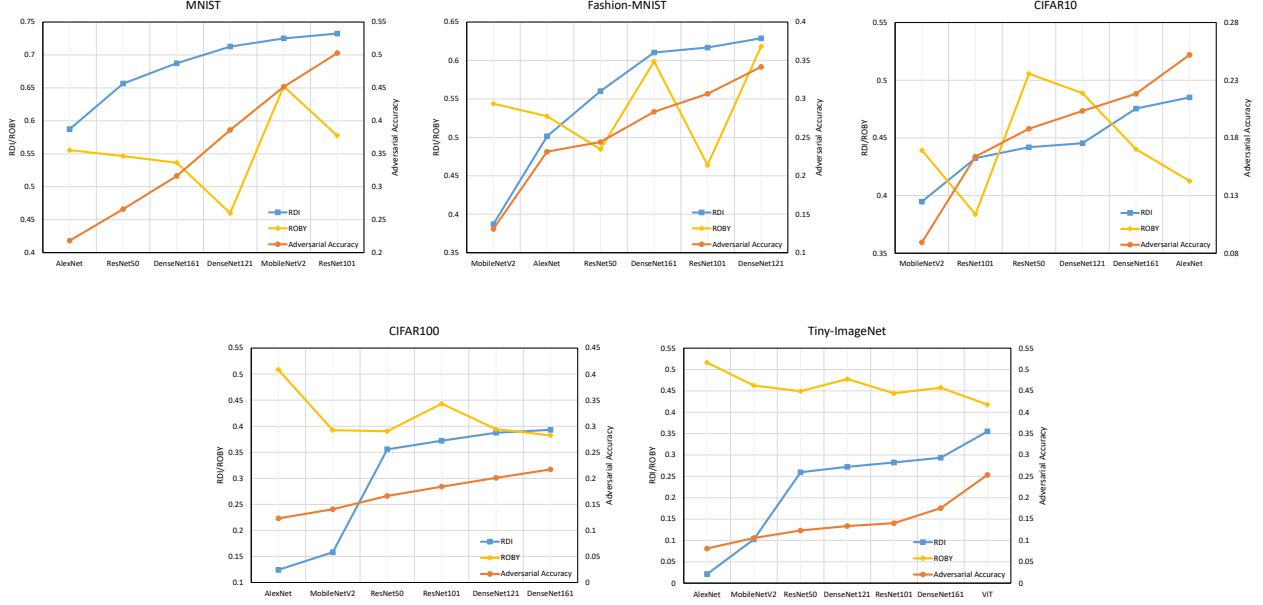 MNIST
0.75
0.7
0.65
0.6
0.55
0.5
0.45
0.4
RDI/ROBY
0.55
0.5
0.45
0.4
0.35
0.3
0.25
0.2
Adversarial Accuracy
RDI
ROBY
Adversarial Accuracy
AlexNet ResNet50 DenseNet161 DenseNet121 MobileNetV2 ResNet101
Fashion-MNIST
0.65
0.6
0.55
0.5
0.45
0.4
0.35
RDI/ROBY
0.4
0.35
0.3
0.25
0.2
0.15
0.1
Adversarial Accuracy
RDI
ROBY
Adversarial Accuracy
MobileNetV2 AlexNet ResNet50 DenseNet161 ResNet101 DenseNet121
CIFAR10
0.55
0.5
0.45
0.4
0.35
RDI/ROBY
0.28
0.23
0.18
0.13
0.08
Adversarial Accuracy
RDI
ROBY
Adversarial Accuracy
MobileNetV2 ResNet101 ResNet50 DenseNet121 DenseNet161 AlexNet
CIFAR100
0.55
0.5
0.45
0.4
0.35
0.3
0.25
0.2
0.15
0.1
RDI/ROBY
0.45
0.4
0.35
0.3
0.25
0.2
0.15
0.1
0.05
0
Adversarial Accuracy
RDI
ROBY
Adversarial Accuracy
AlexNet MobileNetV2 ResNet50 ResNet101 DenseNet121 DenseNet161
Tiny-ImageNet
0.55
0.5
0.45
0.4
0.35
0.3
0.25
0.2
0.15
0.1
0.05
0
RDI/ROBY
0.55
0.5
0.45
0.4
0.35
0.3
0.25
0.2
0.15
0.1
0.05
0
Adversarial Accuracy
RDI
ROBY
Adversarial Accuracy
AlexNet MobileNetV2 ResNet50 DenseNet121 ResNet101 DenseNet161 ViT